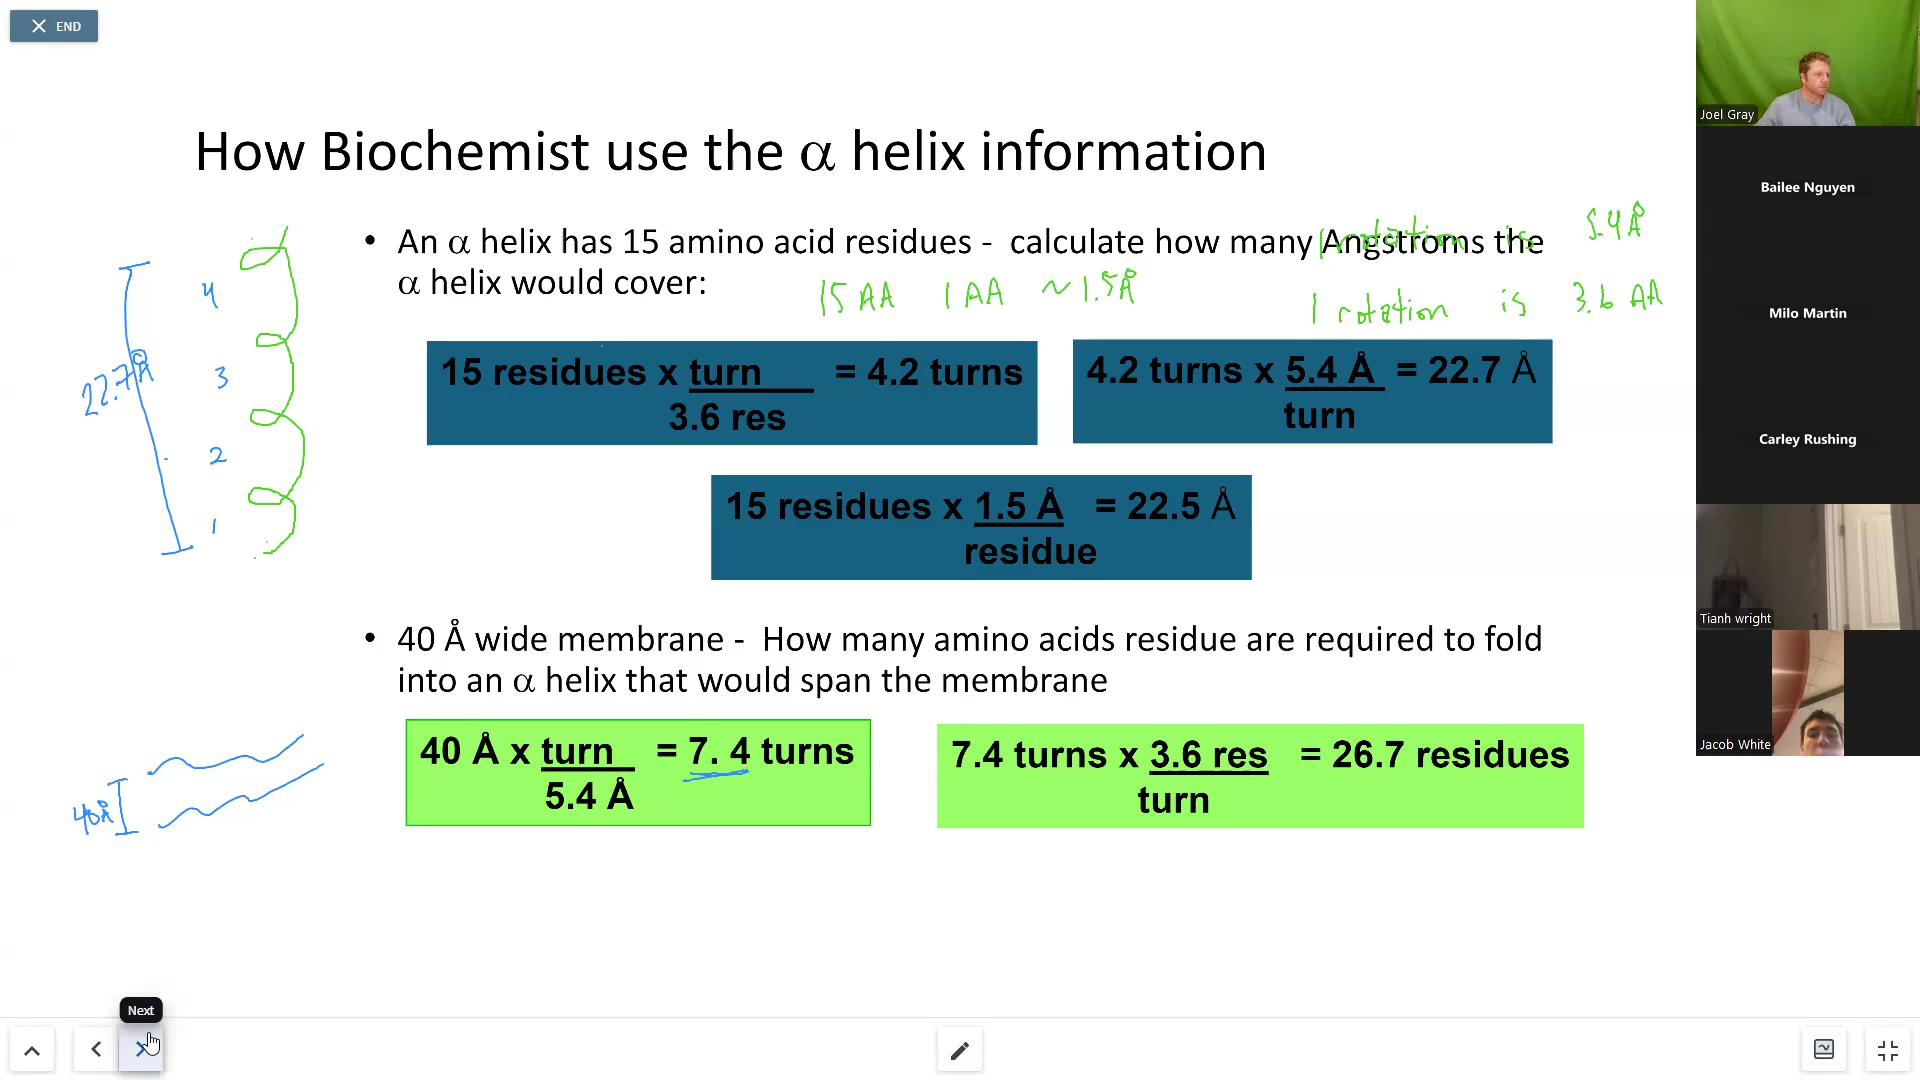 END
How Biochemist use the α helix information
• An α helix has 15 amino acid residues - calculate how many Angstroms the
α helix would cover:
1 rotation is 5.4 Å
15 AA 1 AA ~ 1.5 Å
1 rotation is 3.6 AA
15 residues x turn = 4.2 turns
3.6 res
4.2 turns x 5.4 Å = 22.7 Å
turn
15 residues x 1.5 Å = 22.5 Å
residue
4
3
2
1
22.7 Å
• 40 Å wide membrane - How many amino acids residue are required to fold
into an α helix that would span the membrane
40 Å x turn = 7. 4 turns
5.4 Å
7.4 turns x 3.6 res = 26.7 residues
turn
40Å
Next
Joel Gray
Bailee Nguyen
Milo Martin
Carley Rushing
Tianh wright
Jacob White